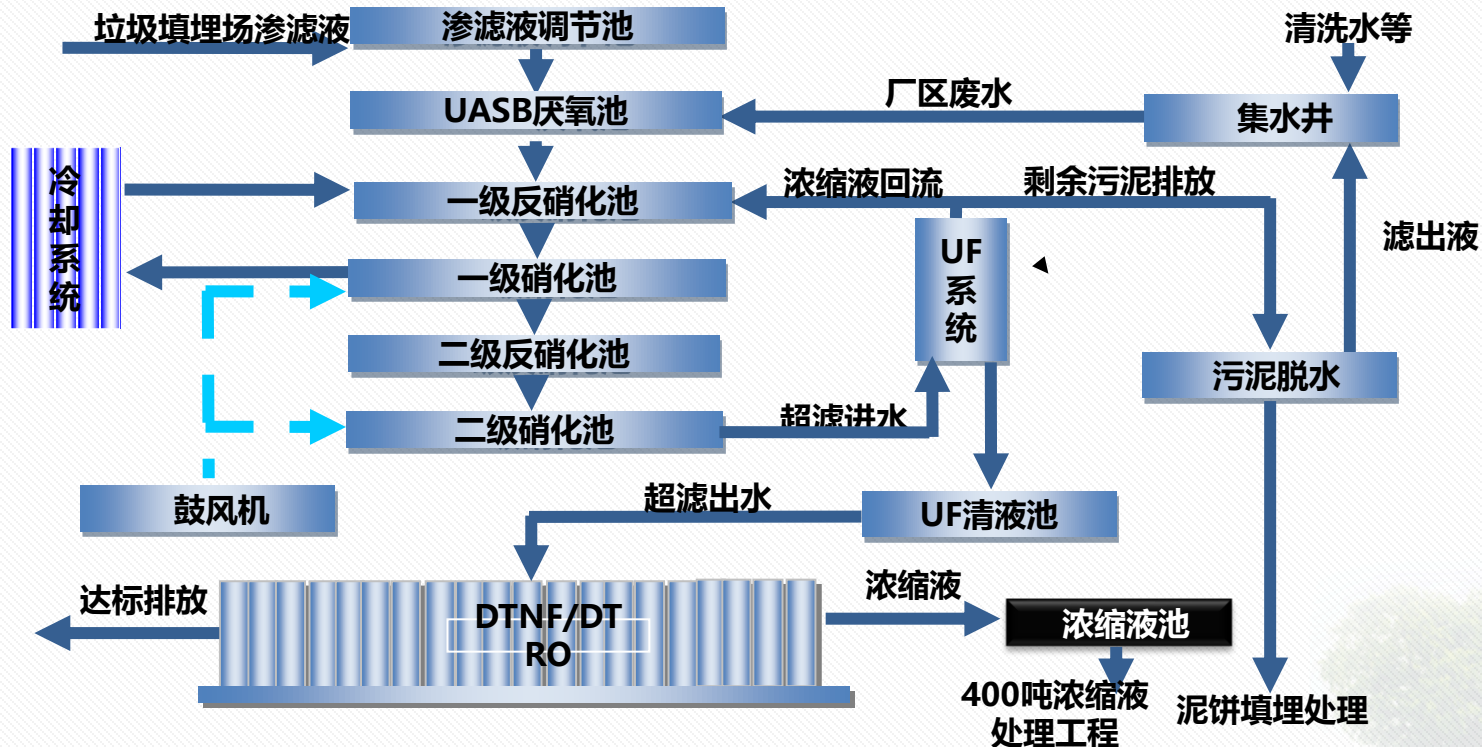 垃圾填埋场渗滤液
渗滤液调节池
清洗水等
UASB厌氧池
厂区废水
集水井
冷却系统
一级反硝化池
浓缩液回流
剩余污泥排放
滤出液
UF
系
统
一级硝化池
二级反硝化池
污泥脱水
二级硝化池
超滤进水
鼓风机
超滤出水
UF清液池
达标排放
DTNF/DT
RO
浓缩液
浓缩液池
400吨浓缩液
处理工程
泥饼填埋处理